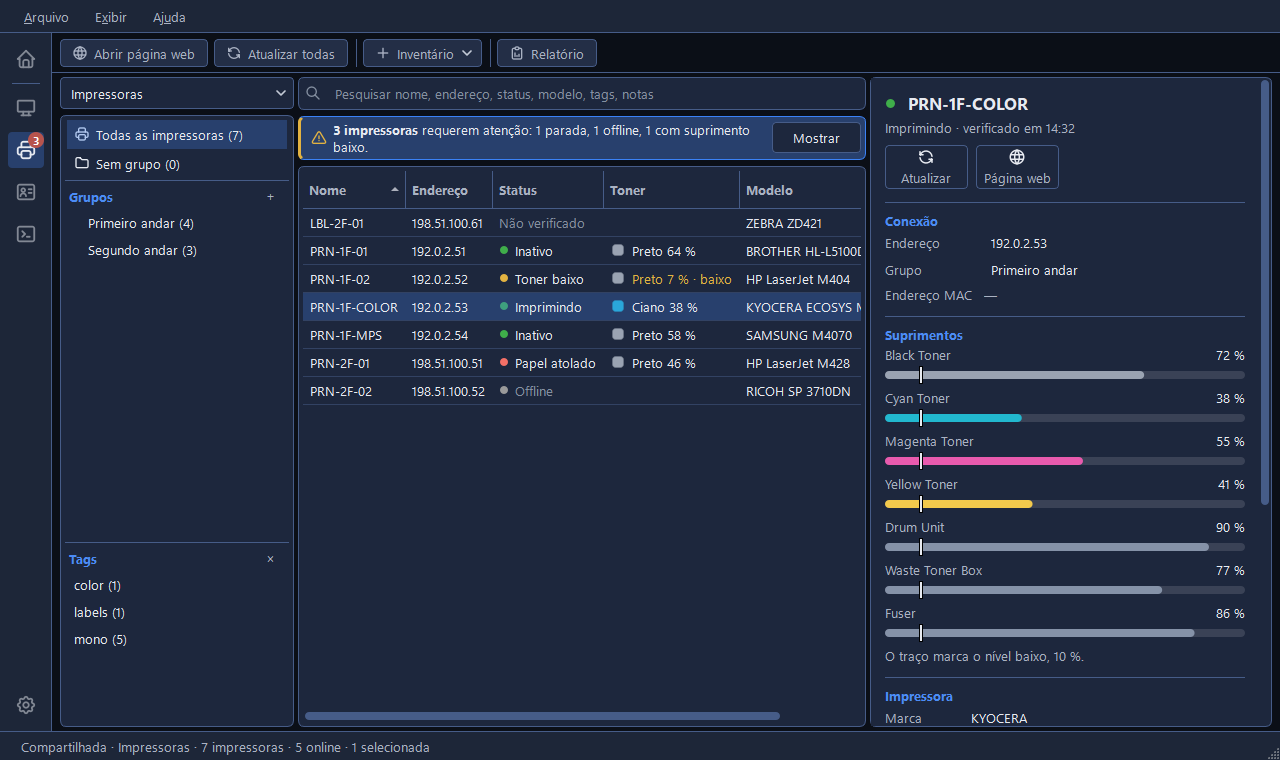 Arquivo Exibir Ajuda
Abrir página web Atualizar todas Inventário Relatório
3
Impressoras
Todas as impressoras (7)
Sem grupo (0)
Grupos +
Primeiro andar (4)
Segundo andar (3)
Tags ×
color (1)
labels (1)
mono (5)
Pesquisar nome, endereço, status, modelo, tags, notas
3 impressoras requerem atenção: 1 parada, 1 offline, 1 com suprimento
baixo.
Mostrar
Nome Endereço Status Toner Modelo
LBL-2F-01 198.51.100.61 Não verificado ZEBRA ZD421
PRN-1F-01 192.0.2.51 Inativo Preto 64 % BROTHER HL-L5100D
PRN-1F-02 192.0.2.52 Toner baixo Preto 7 % · baixo HP LaserJet M404
PRN-1F-COLOR 192.0.2.53 Imprimindo Ciano 38 % KYOCERA ECOSYS M
PRN-1F-MPS 192.0.2.54 Inativo Preto 58 % SAMSUNG M4070
PRN-2F-01 198.51.100.51 Papel atolado Preto 46 % HP LaserJet M428
PRN-2F-02 198.51.100.52 Offline RICOH SP 3710DN
PRN-1F-COLOR
Imprimindo · verificado em 14:32
Atualizar Página web
Conexão
Endereço 192.0.2.53
Grupo Primeiro andar
Endereço MAC —
Suprimentos
Black Toner 72 %
Cyan Toner 38 %
Magenta Toner 55 %
Yellow Toner 41 %
Drum Unit 90 %
Waste Toner Box 77 %
Fuser 86 %
O traço marca o nível baixo, 10 %.
Impressora
Marca KYOCERA
Compartilhada · Impressoras · 7 impressoras · 5 online · 1 selecionada